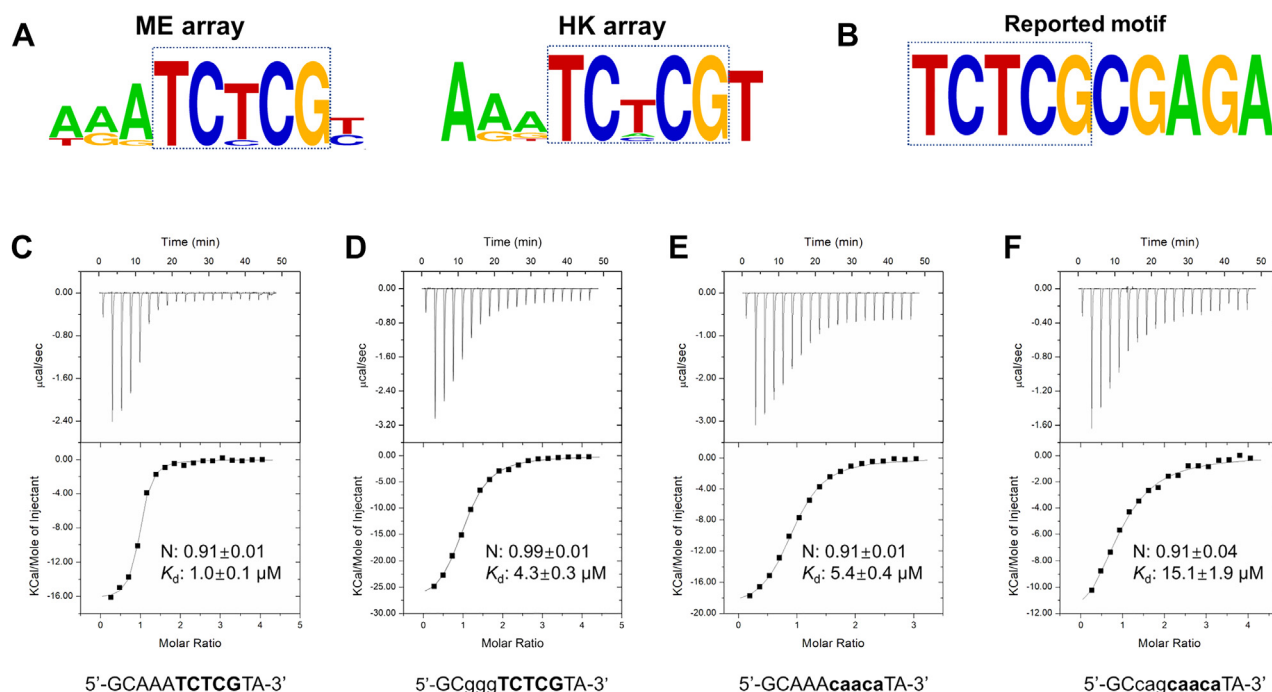 A
ME array
HK array
B
Reported motif
AAATCTCGT
TGG C C
AAATCTCGT
TCTCGCGAGA
C
Time (min)
0 10 20 30 40 50
0.00
-0.80
-1.60
-2.40
µcal/sec
0.00
-4.00
-8.00
-12.00
-16.00
KCal/Mole of Injectant
N: 0.91±0.01
Kd: 1.0±0.1 µM
0 1 2 3 4 5
Molar Ratio
5'-GCAAATCTCGTA-3'
D
Time (min)
0 10 20 30 40 50
0.00
-0.80
-1.60
-2.40
-3.20
µcal/sec
0.00
-5.00
-10.00
-15.00
-20.00
-25.00
-30.00
KCal/Mole of Injectant
N: 0.99±0.01
Kd: 4.3±0.3 µM
0 1 2 3 4 5
Molar Ratio
5'-GCgggTCTCGTA-3'
E
Time (min)
0 10 20 30 40 50
0.00
-1.00
-2.00
-3.00
µcal/sec
0.00
-4.00
-8.00
-12.00
-16.00
-20.00
KCal/Mole of Injectant
N: 0.91±0.01
Kd: 5.4±0.4 µM
0 1 2 3
Molar Ratio
5'-GCAAAcaacaTA-3'
F
Time (min)
0 10 20 30 40 50
0.00
-0.40
-0.80
-1.20
-1.60
µcal/sec
0.00
-2.00
-4.00
-6.00
-8.00
-10.00
-12.00
KCal/Mole of Injectant
N: 0.91±0.04
Kd: 15.1±1.9 µM
0 1 2 3 4
Molar Ratio
5'-GCcagcaacaTA-3'